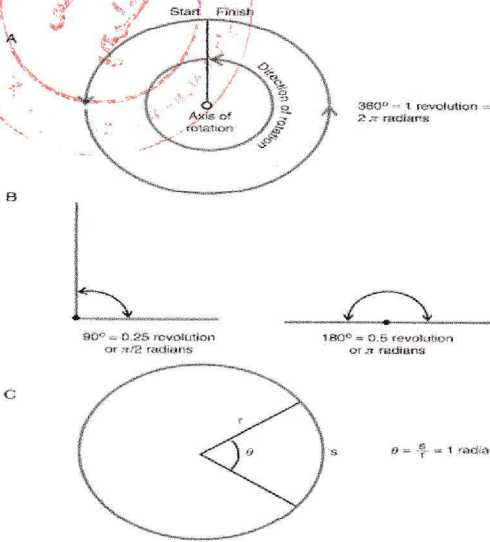 Start Finish
A
Direction of rotation
Axis of
rotation
360° = 1 revolution =
2 π radians
B
90° = 0.25 revolution
or π/2 radians
180° = 0.5 revolution
or π radians
C
r
θ
s
θ = s/r = 1 radia